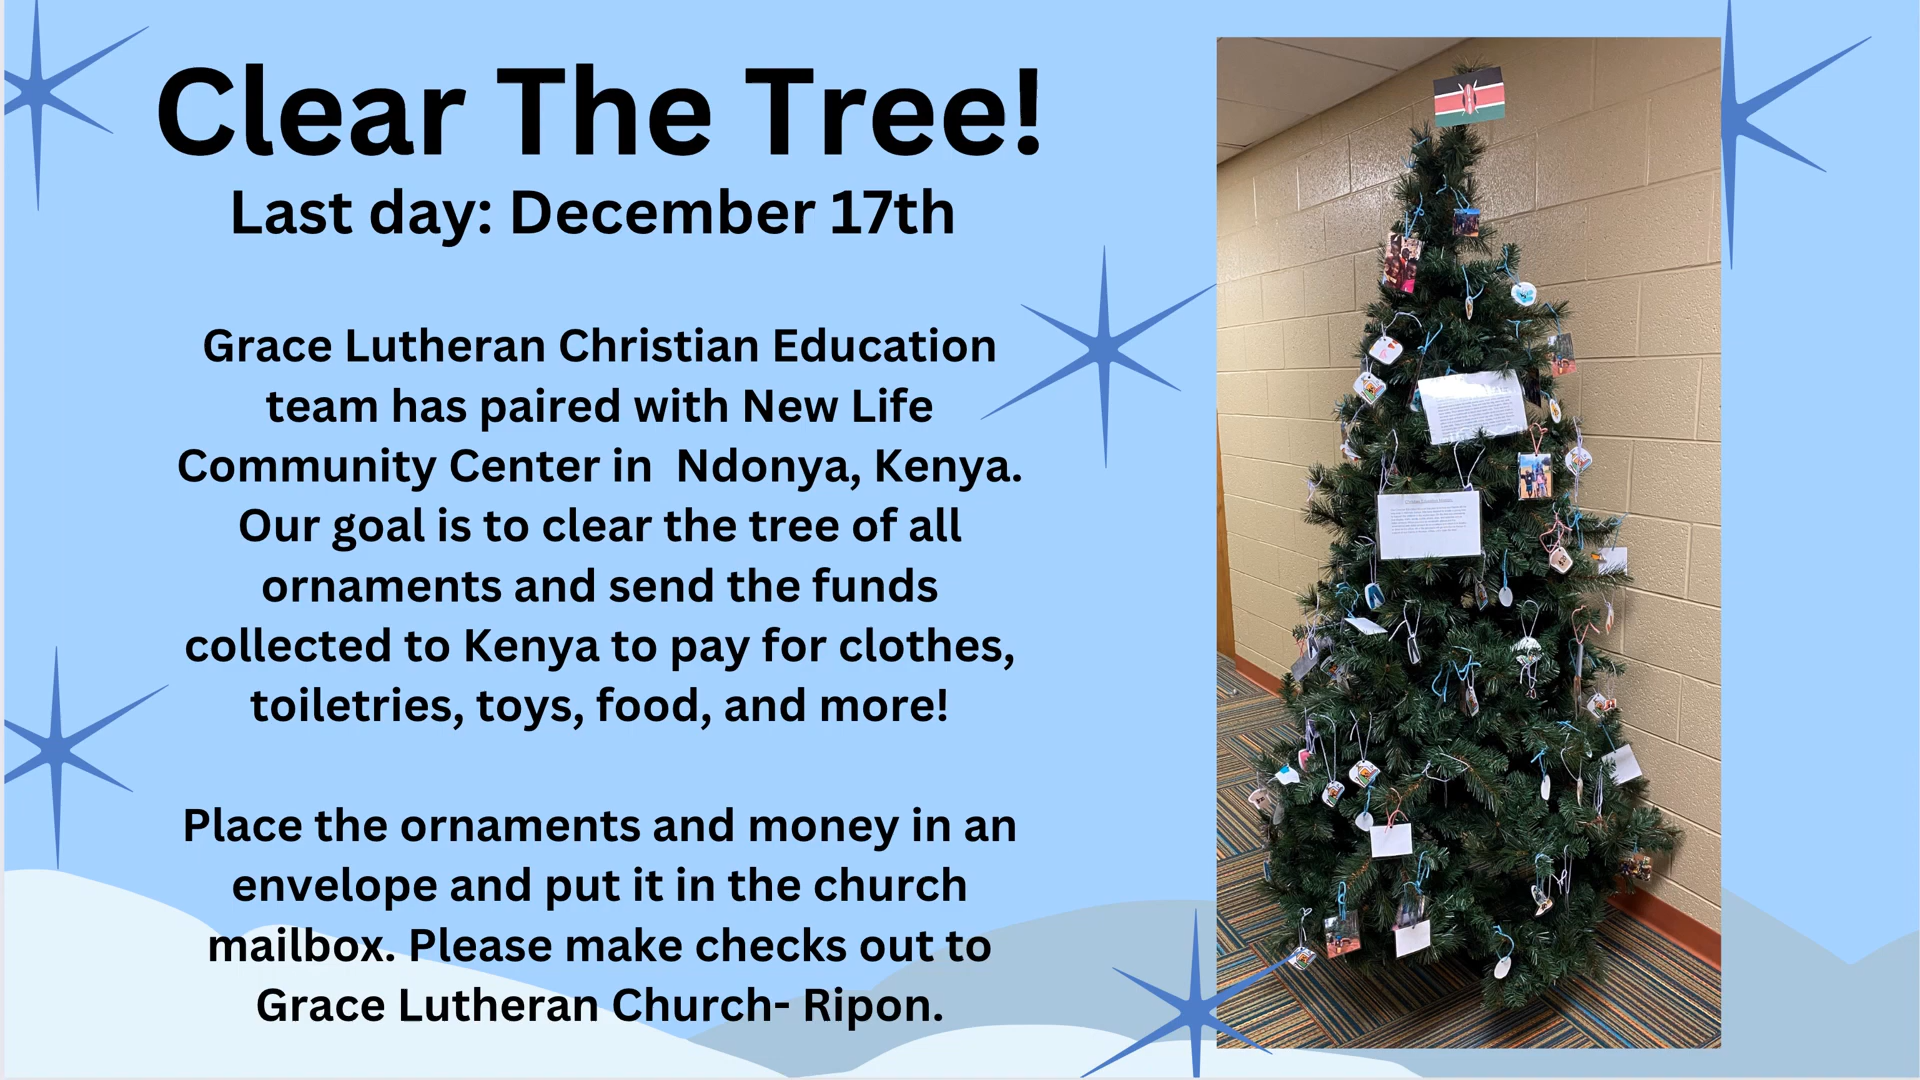 Clear The Tree!
Last day: December 17th
Grace Lutheran Christian Education
team has paired with New Life
Community Center in  Ndonya, Kenya.
Our goal is to clear the tree of all
ornaments and send the funds
collected to Kenya to pay for clothes,
toiletries, toys, food, and more!
Place the ornaments and money in an
envelope and put it in the church
mailbox. Please make checks out to
Grace Lutheran Church- Ripon.